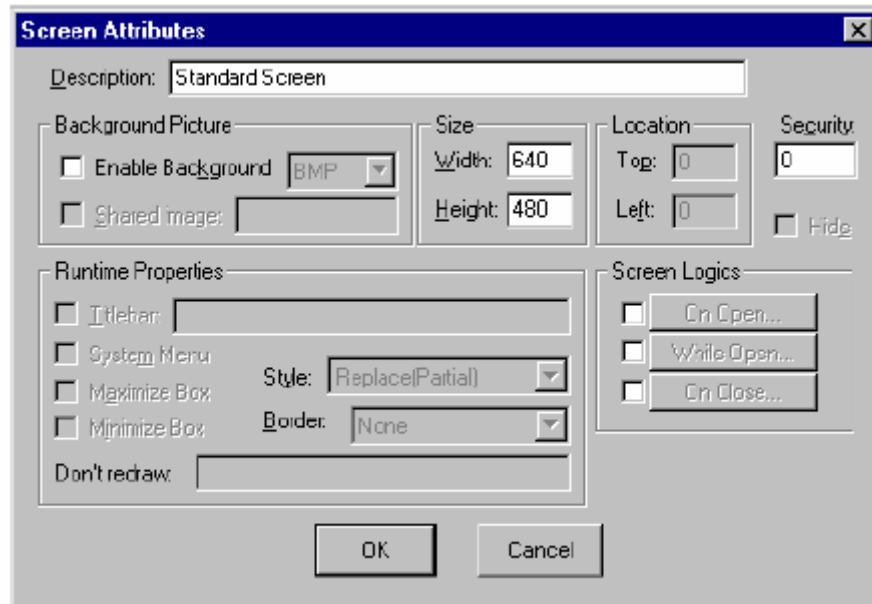 Screen Attributes
Description: Standard Screen
Background Picture
Enable Background BMP
Shared image:
Size
Width: 640
Height: 480
Location
Top: 0
Left: 0
Security:
0
Hide
Runtime Properties
Titlebar:
System Menu
Maximize Box
Minimize Box
Style: Replace(Partial)
Border: None
Don't redraw:
Screen Logics
On Open...
While Open...
On Close...
OK Cancel